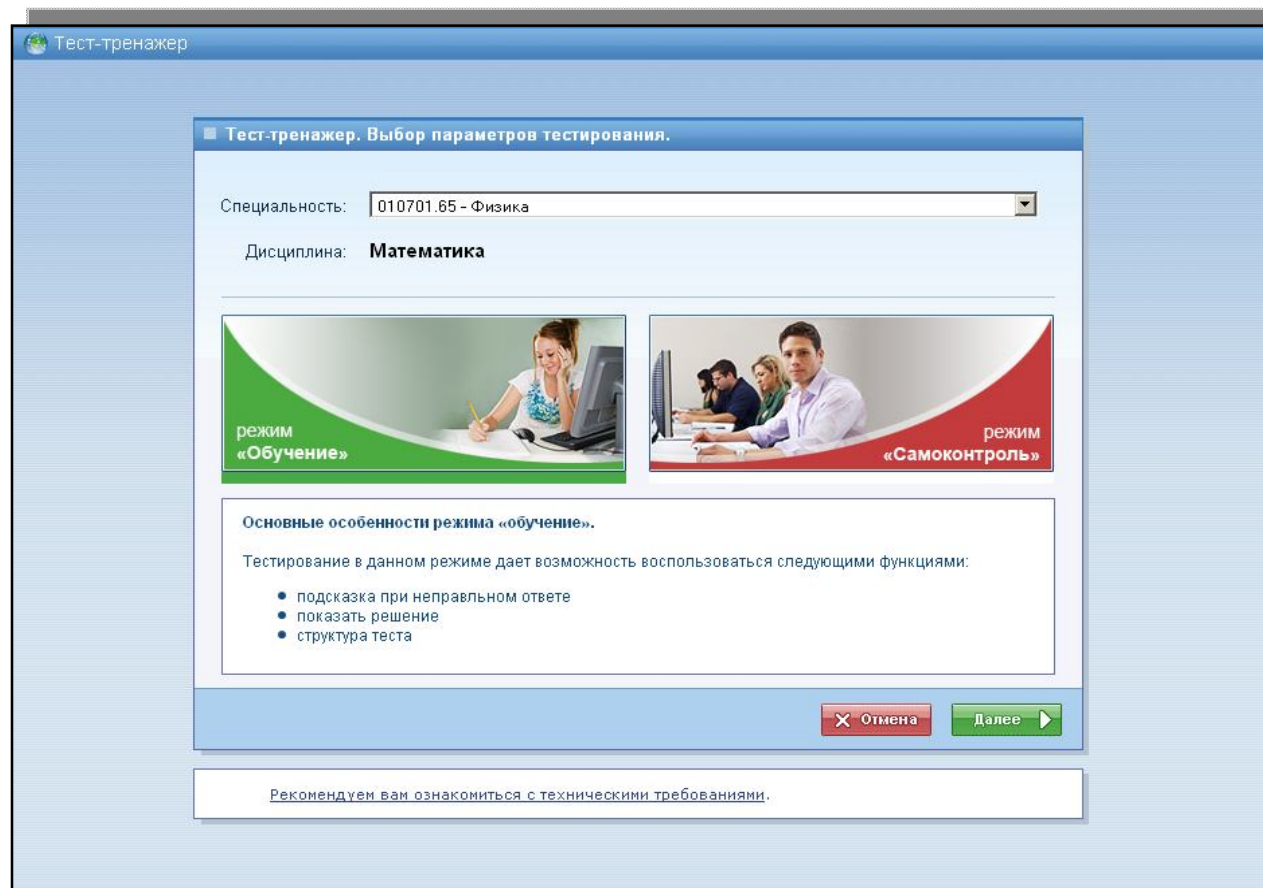 Тест-тренажер
Тест-тренажер. Выбор параметров тестирования.
Специальность: 010701.65 - Физика
Дисциплина: Математика
режим
«Обучение»
режим
«Самоконтроль»
Основные особенности режима «обучение».
Тестирование в данном режиме дает возможность воспользоваться следующими функциями:
подсказка при неправльном ответе
показать решение
структура теста
Отмена
Далее
Рекомендуем вам ознакомиться с техническими требованиями.